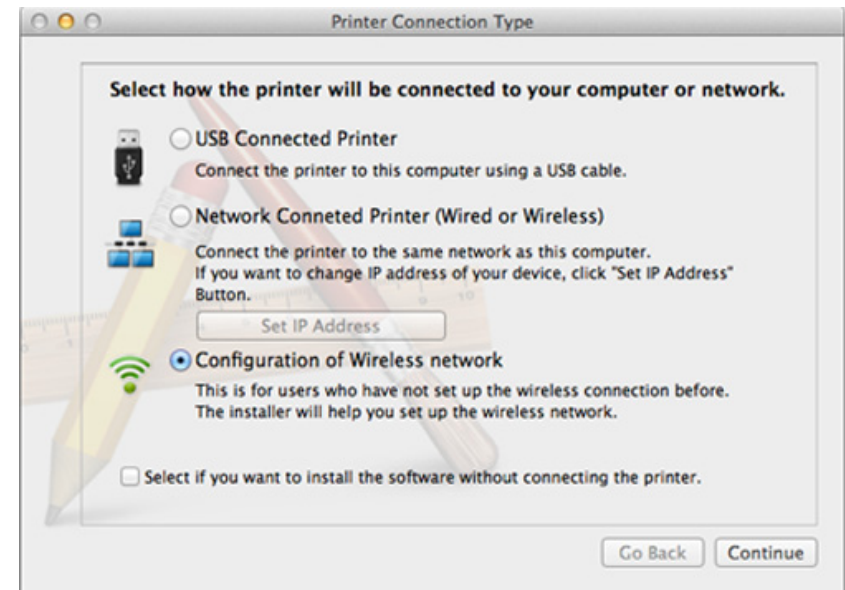 Printer Connection Type
Select how the printer will be connected to your computer or network.
USB Connected Printer
Connect the printer to this computer using a USB cable.
Network Conneted Printer (Wired or Wireless)
Connect the printer to the same network as this computer.
If you want to change IP address of your device, click "Set IP Address"
Button.
Set IP Address
Configuration of Wireless network
This is for users who have not set up the wireless connection before.
The installer will help you set up the wireless network.
Select if you want to install the software without connecting the printer.
Go Back Continue